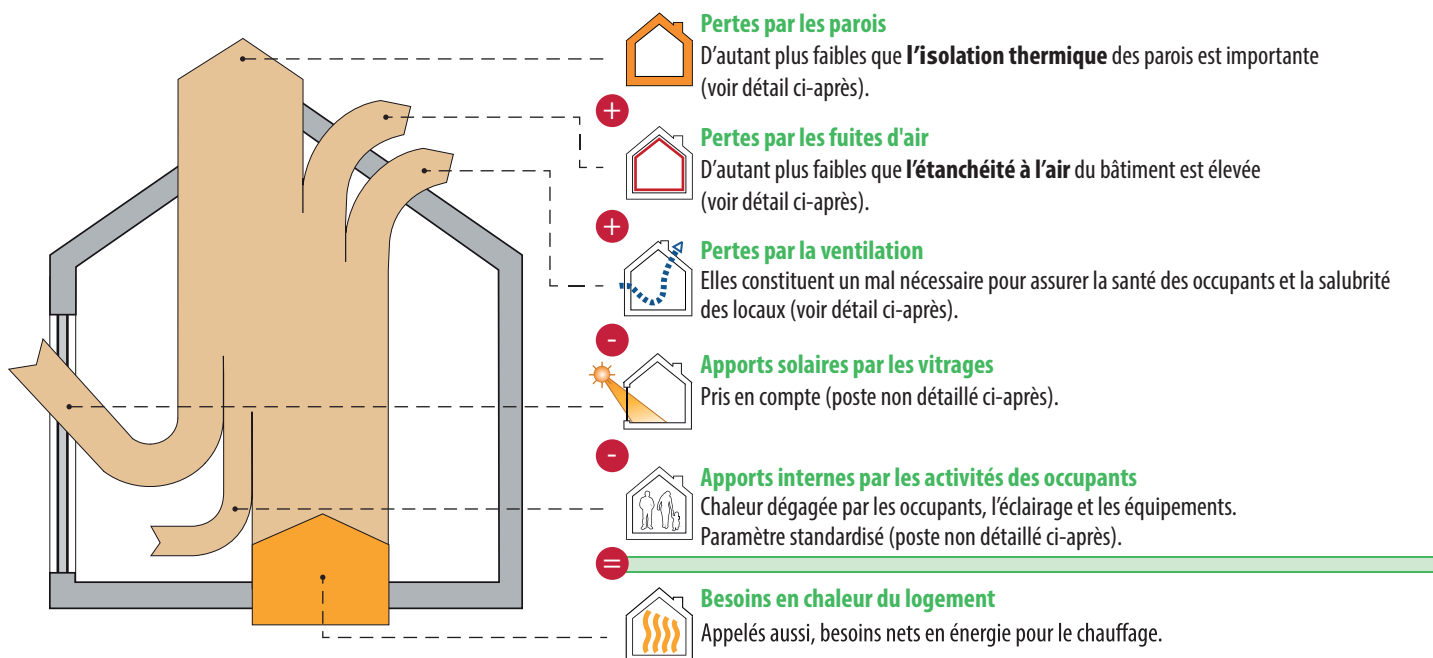 Pertes par les parois
D'autant plus faibles que l'isolation thermique des parois est importante
(voir détail ci-après).
+
Pertes par les fuites d'air
D'autant plus faibles que l'étanchéité à l'air du bâtiment est élevée
(voir détail ci-après).
+
Pertes par la ventilation
Elles constituent un mal nécessaire pour assurer la santé des occupants et la salubrité
des locaux (voir détail ci-après).
-
Apports solaires par les vitrages
Pris en compte (poste non détaillé ci-après).
-
Apports internes par les activités des occupants
Chaleur dégagée par les occupants, l'éclairage et les équipements.
Paramètre standardisé (poste non détaillé ci-après).
=
Besoins en chaleur du logement
Appelés aussi, besoins nets en énergie pour le chauffage.